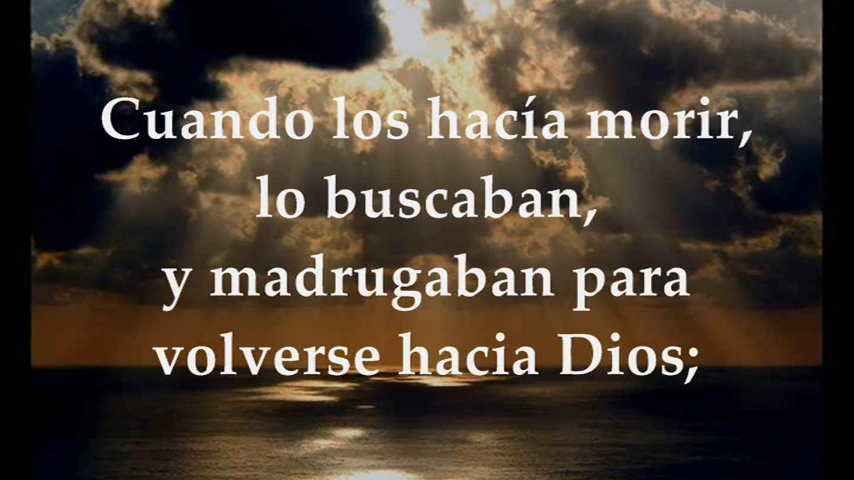 Cuando los hacía morir,
lo buscaban,
y madrugaban para
volverse hacia Dios;